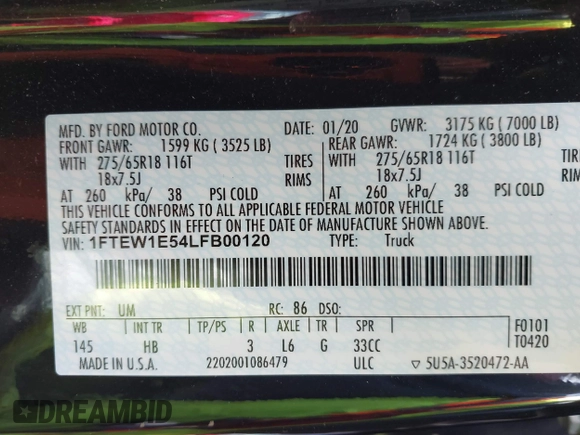 MFD. BY FORD MOTOR CO. DATE: 01/20 GVWR: 3175 KG ( 7000 LB)
FRONT GAWR: 1599 KG ( 3525 LB) REAR GAWR: 1724 KG ( 3800 LB)
WITH 275/65R18 116T TIRES WITH 275/65R18 116T TIRES
18x7.5J RIMS 18x7.5J RIMS
AT 260 kPa/ 38 PSI COLD AT 260 kPa/ 38 PSI COLD
THIS VEHICLE CONFORMS TO ALL APPLICABLE FEDERAL MOTOR VEHICLE
SAFETY STANDARDS IN EFFECT ON THE DATE OF MANUFACTURE SHOWN ABOVE.
VIN: 1FTEW1E54LFB00120 TYPE: Truck
EXT PNT: UM RC: 86 DSO:
WB INT TR TP/PS R AXLE TR SPR F0101
145 HB 3 L6 G 33CC T0420
MADE IN U.S.A. 2202001086479 ULC ▽ 5U5A-3520472-AA
DREAMBID